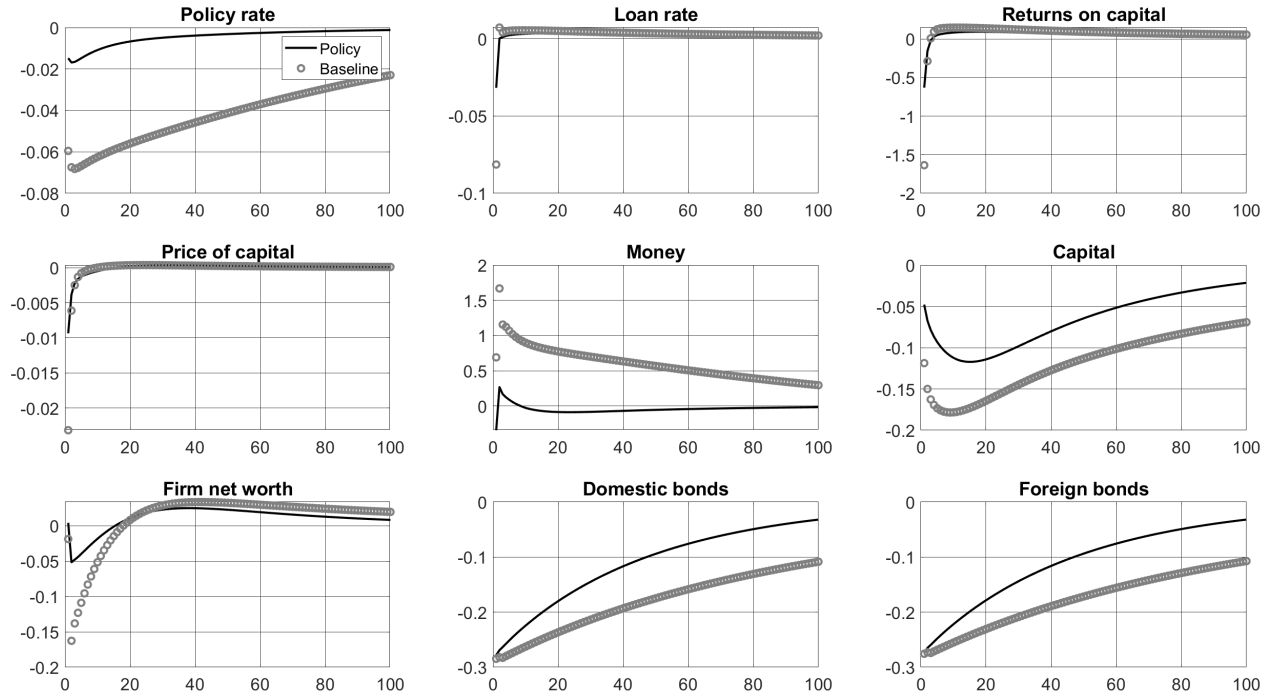 Policy rate
0
-0.02
-0.04
-0.06
-0.08
0 20 40 60 80 100
Policy
Baseline
Loan rate
0
-0.05
-0.1
0 20 40 60 80 100
Returns on capital
0
-0.5
-1
-1.5
-2
0 20 40 60 80 100
Price of capital
0
-0.005
-0.01
-0.015
-0.02
0 20 40 60 80 100
Money
2
1.5
1
0.5
0
0 20 40 60 80 100
Capital
0
-0.05
-0.1
-0.15
-0.2
0 20 40 60 80 100
Firm net worth
0
-0.05
-0.1
-0.15
-0.2
0 20 40 60 80 100
Domestic bonds
0
-0.1
-0.2
-0.3
0 20 40 60 80 100
Foreign bonds
0
-0.1
-0.2
-0.3
0 20 40 60 80 100